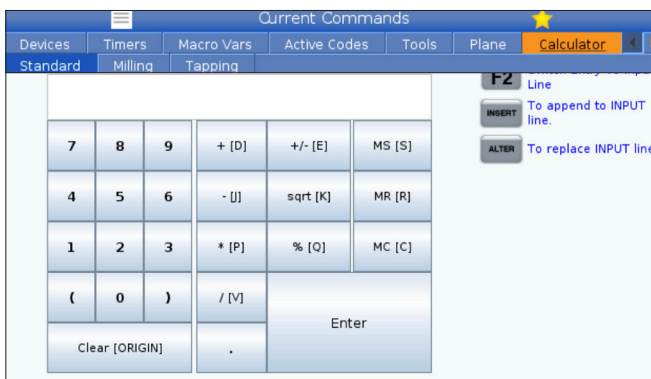 Current Commands
Devices Timers Macro Vars Active Codes Tools Plane Calculator
Standard Milling Tapping
F2
Line
INSERT To append to INPUT
line.
ALTER To replace INPUT line
7 8 9 + [D] +/- [E] MS [S]
4 5 6 - [J] sqrt [K] MR [R]
1 2 3 * [P] % [Q] MC [C]
( 0 ) / [V] Enter
Clear [ORIGIN] .